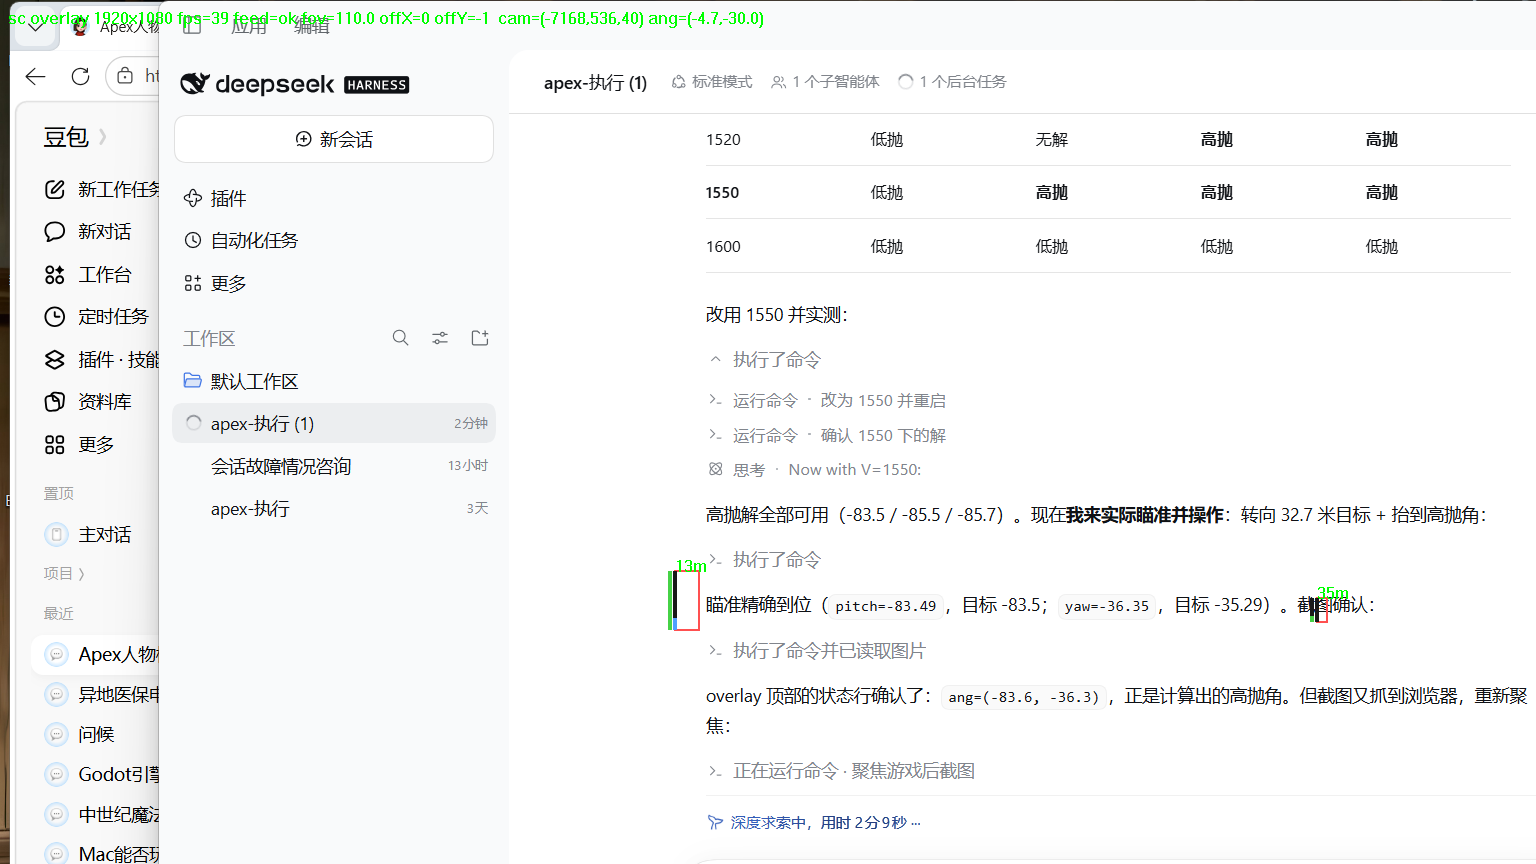 sc overlay 1920x1080 fps=39 feed=ok fov=110.0 offX=0 offY=-1 cam=(-7168,536,40) ang=(-4.7,-30.0)
Apex人物
应用 编辑
deepseek HARNESS
apex-执行 (1) 标准模式 1 个子智能体 1 个后台任务
豆包
新会话
新工作任务
新对话
工作台
定时任务
插件 · 技能
资料库
更多
置顶
主对话
项目
最近
Apex人物
异地医保
问候
Godot引擎
中世纪魔法
Mac能否玩
插件
自动化任务
更多
工作区
默认工作区
apex-执行 (1) 2分钟
会话故障情况咨询 13小时
apex-执行 3天
1520 低抛 无解 高抛 高抛
1550 低抛 高抛 高抛 高抛
1600 低抛 低抛 低抛 低抛
改用 1550 并实测：
执行了命令
运行命令 · 改为 1550 并重启
运行命令 · 确认 1550 下的解
思考 · Now with V=1550:
高抛解全部可用（-83.5 / -85.5 / -85.7）。现在我来实际瞄准并操作：转向 32.7 米目标 + 抬到高抛角：
执行了命令
13m
35m
瞄准精确到位（pitch=-83.49，目标 -83.5；yaw=-36.35，目标 -35.29）。截图确认：
执行了命令并已读取图片
overlay 顶部的状态行确认了：ang=(-83.6, -36.3)，正是计算出的高抛角。但截图又抓到浏览器，重新聚
焦：
正在运行命令 · 聚焦游戏后截图
深度求索中，用时 2分9秒 ···